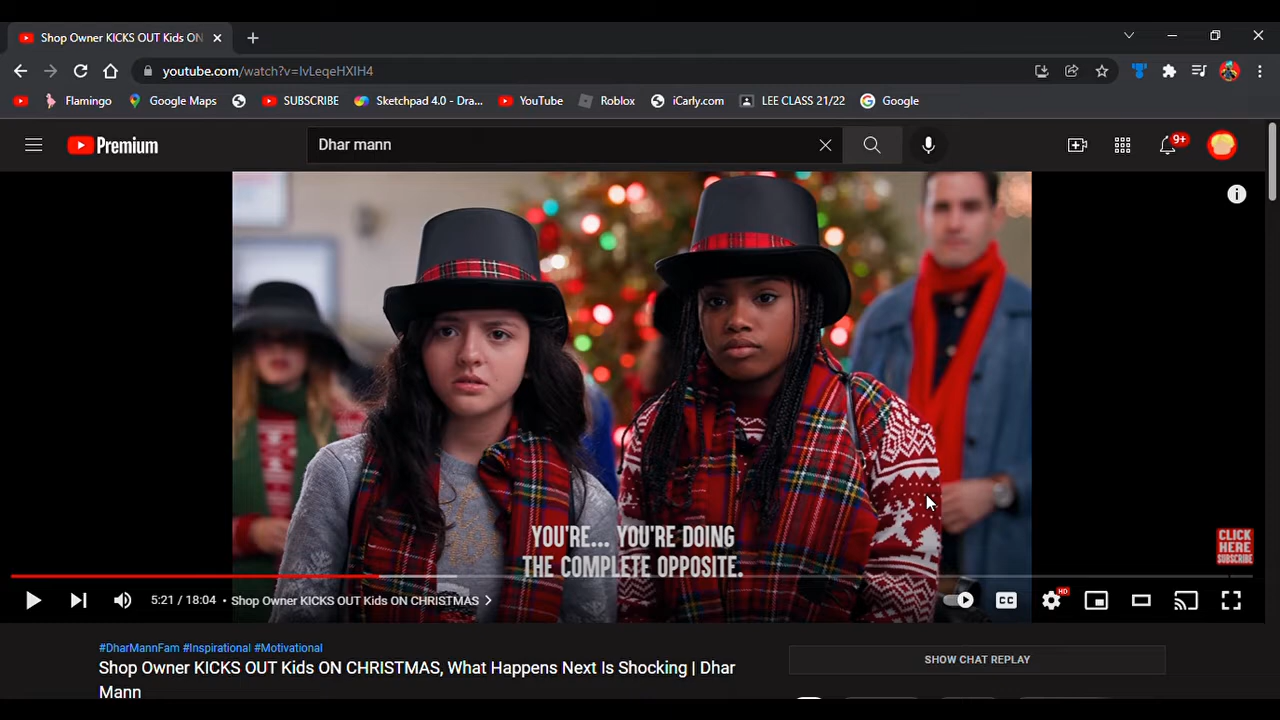 Shop Owner KICKS OUT Kids ON
youtube.com/watch?v=IvLeqeHXIH4
Flamingo Google Maps SUBSCRIBE Sketchpad 4.0 - Dra... YouTube Roblox iCarly.com LEE CLASS 21/22 Google
Premium Dhar mann 9+
YOU'RE... YOU'RE DOING
THE COMPLETE OPPOSITE.
CLICK
HERE
SUBSCRIBE
5:21 / 18:04 • Shop Owner KICKS OUT Kids ON CHRISTMAS CC HD
#DharMannFam #Inspirational #Motivational
Shop Owner KICKS OUT Kids ON CHRISTMAS, What Happens Next Is Shocking | Dhar
Mann
SHOW CHAT REPLAY